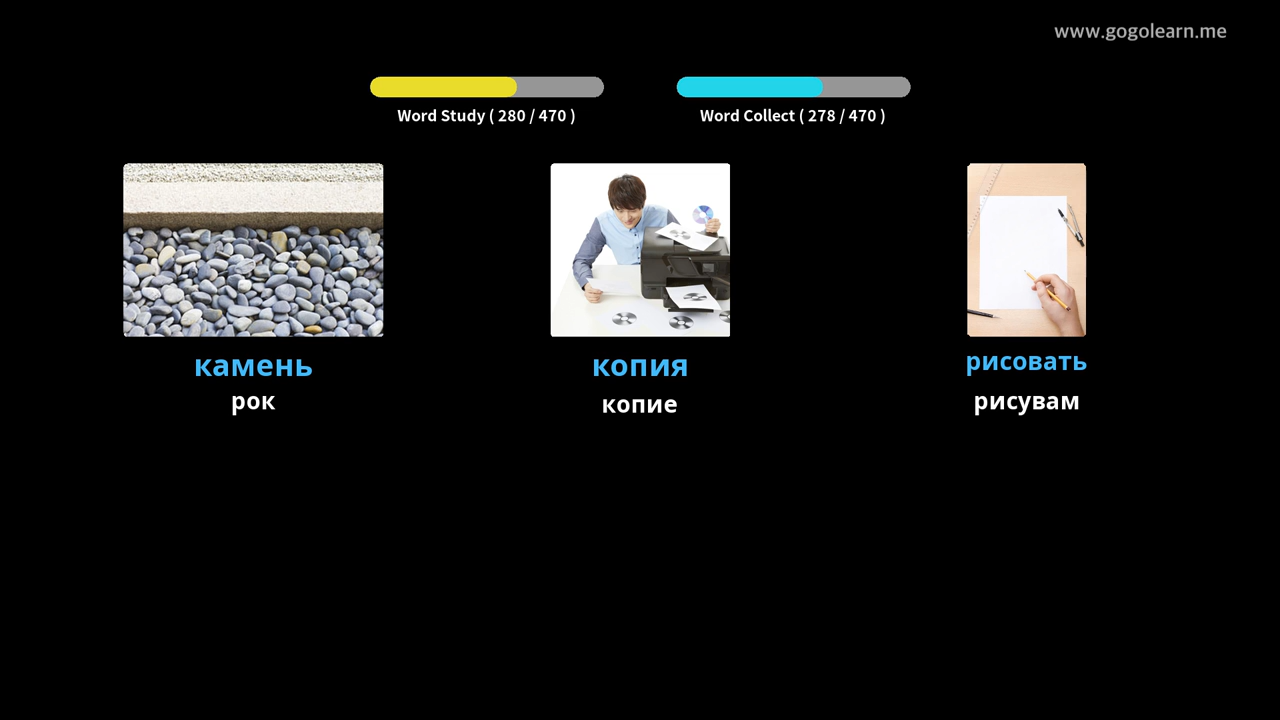 www.gogolearn.me
Word Study ( 280 / 470 )
Word Collect ( 278 / 470 )
камень
рок
копия
копие
рисовать
рисувам